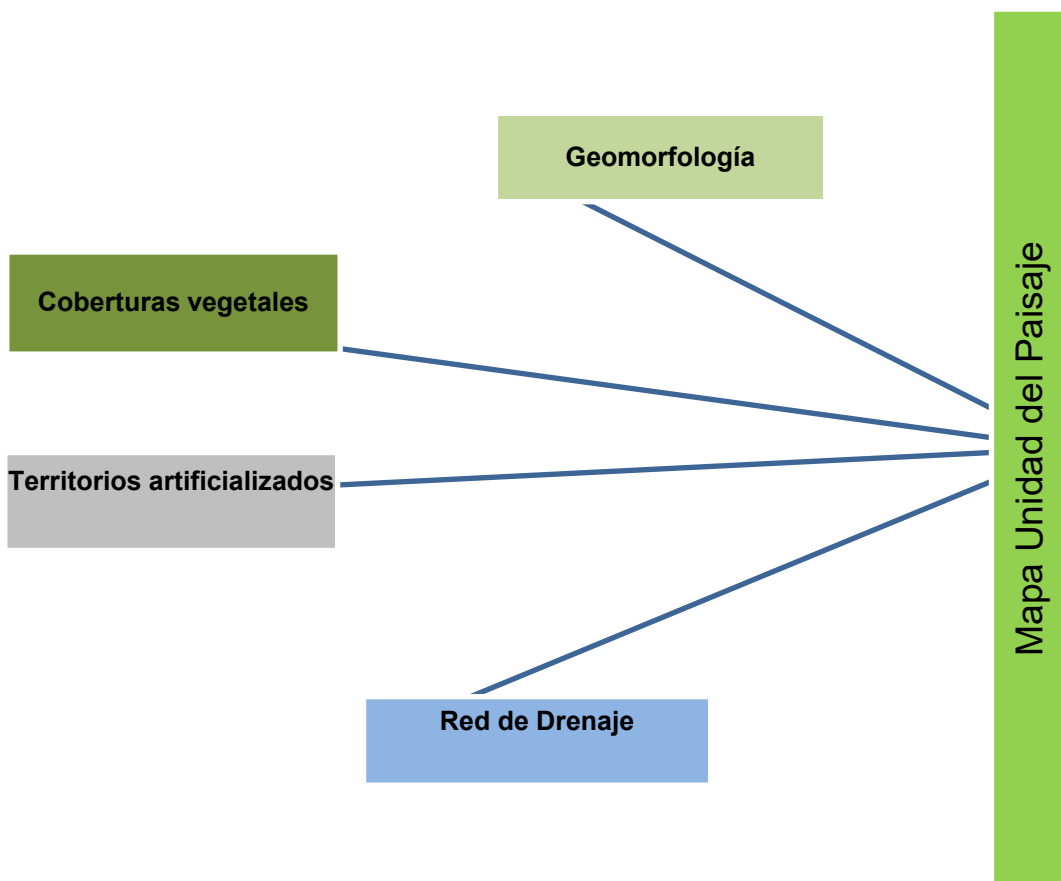 Geomorfología
Coberturas vegetales
Territorios artificializados
Red de Drenaje
Mapa Unidad del Paisaje